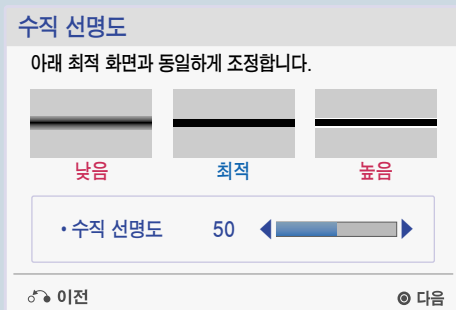 수직 선명도
아래 최적 화면과 동일하게 조정합니다.
낮음 최적 높음
• 수직 선명도 50
이전 다음